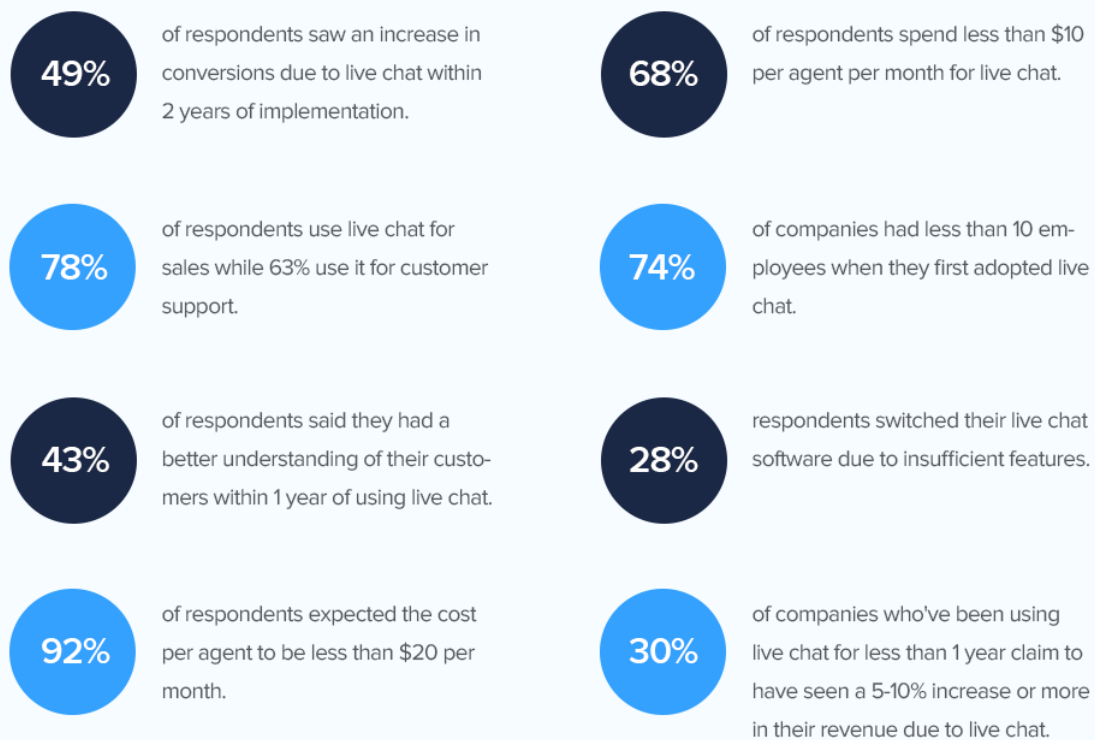 49%
of respondents saw an increase in
conversions due to live chat within
2 years of implementation.
68%
of respondents spend less than $10
per agent per month for live chat.
78%
of respondents use live chat for
sales while 63% use it for customer
support.
74%
of companies had less than 10 em-
ployees when they first adopted live
chat.
43%
of respondents said they had a
better understanding of their custo-
mers within 1 year of using live chat.
28%
respondents switched their live chat
software due to insufficient features.
92%
of respondents expected the cost
per agent to be less than $20 per
month.
30%
of companies who've been using
live chat for less than 1 year claim to
have seen a 5-10% increase or more
in their revenue due to live chat.